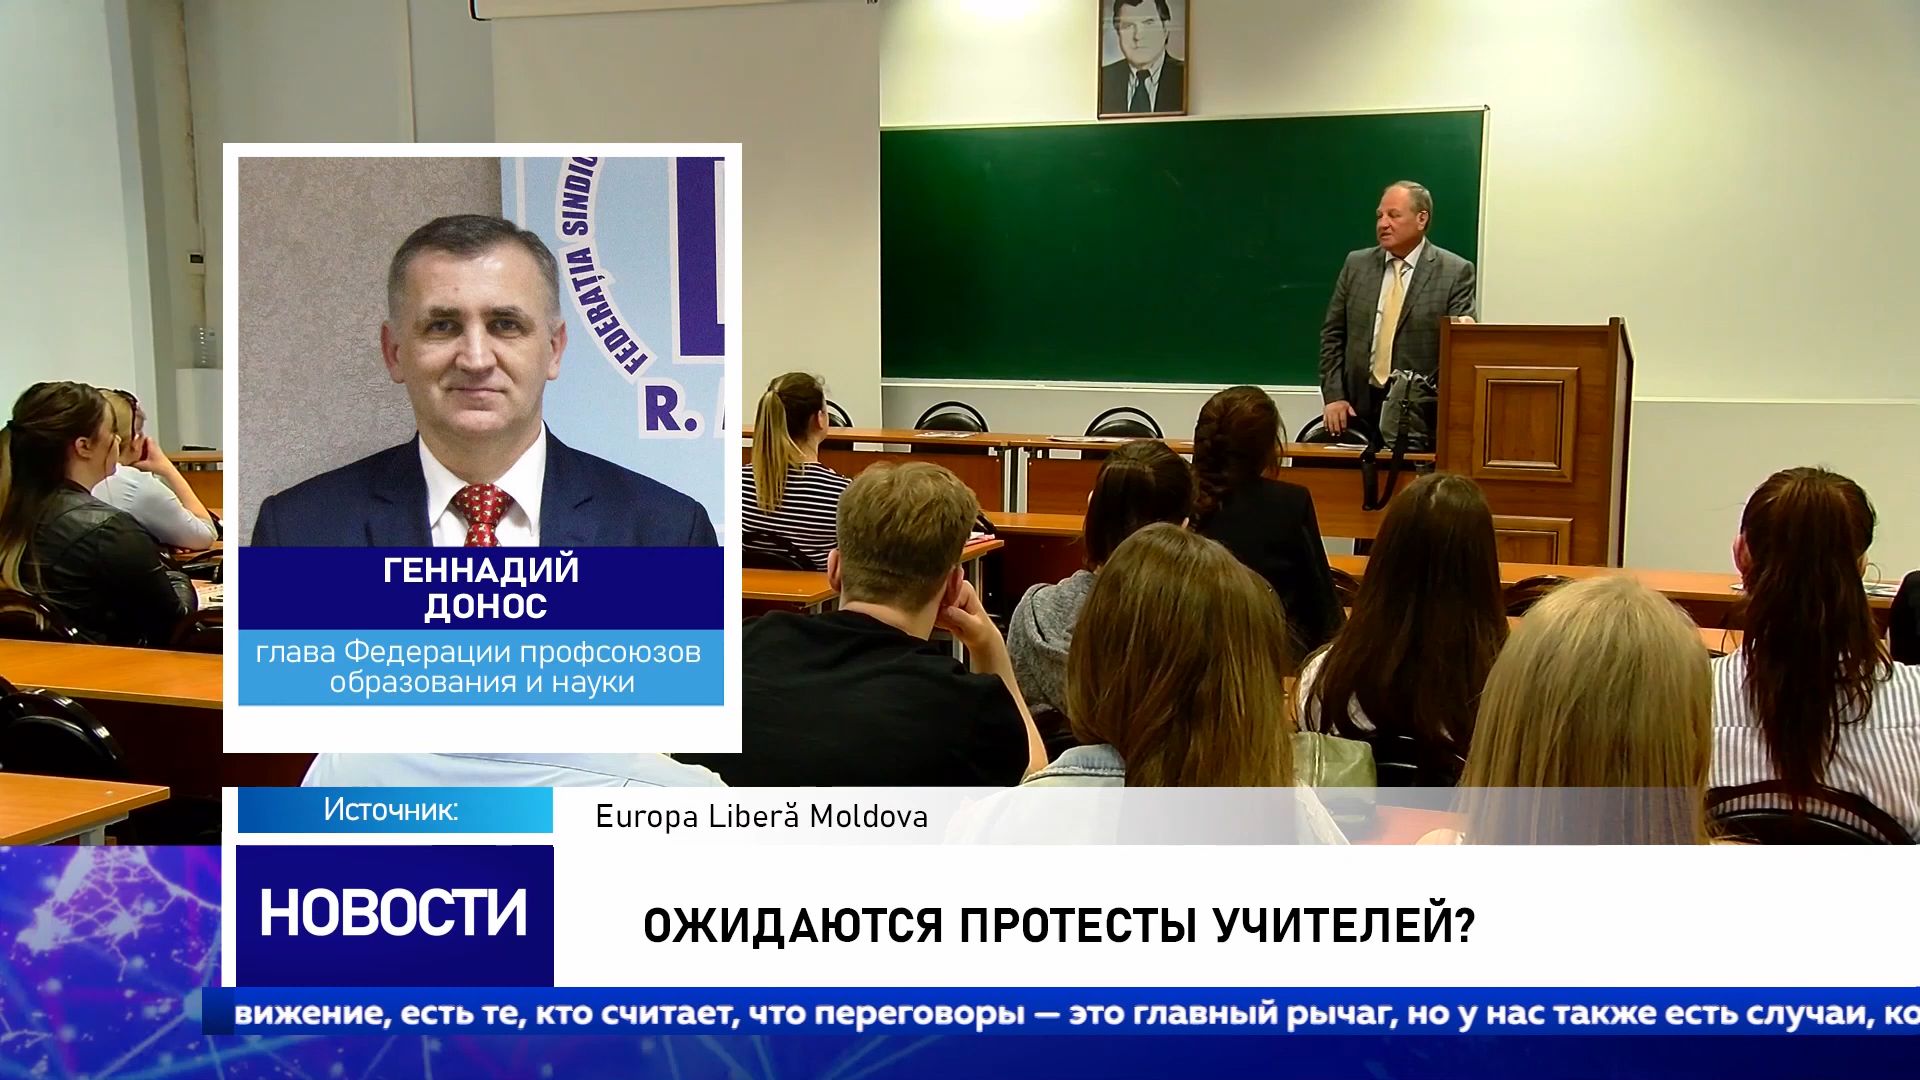 FEDERAȚIA SINDIC
R.
ГЕННАДИЙ
ДОНОС
глава Федерации профсоюзов
образования и науки
Источник:
Europa Liberă Moldova
НОВОСТИ
ОЖИДАЮТСЯ ПРОТЕСТЫ УЧИТЕЛЕЙ?
вижение, есть те, кто считает, что переговоры — это главный рычаг, но у нас также есть случаи, ко